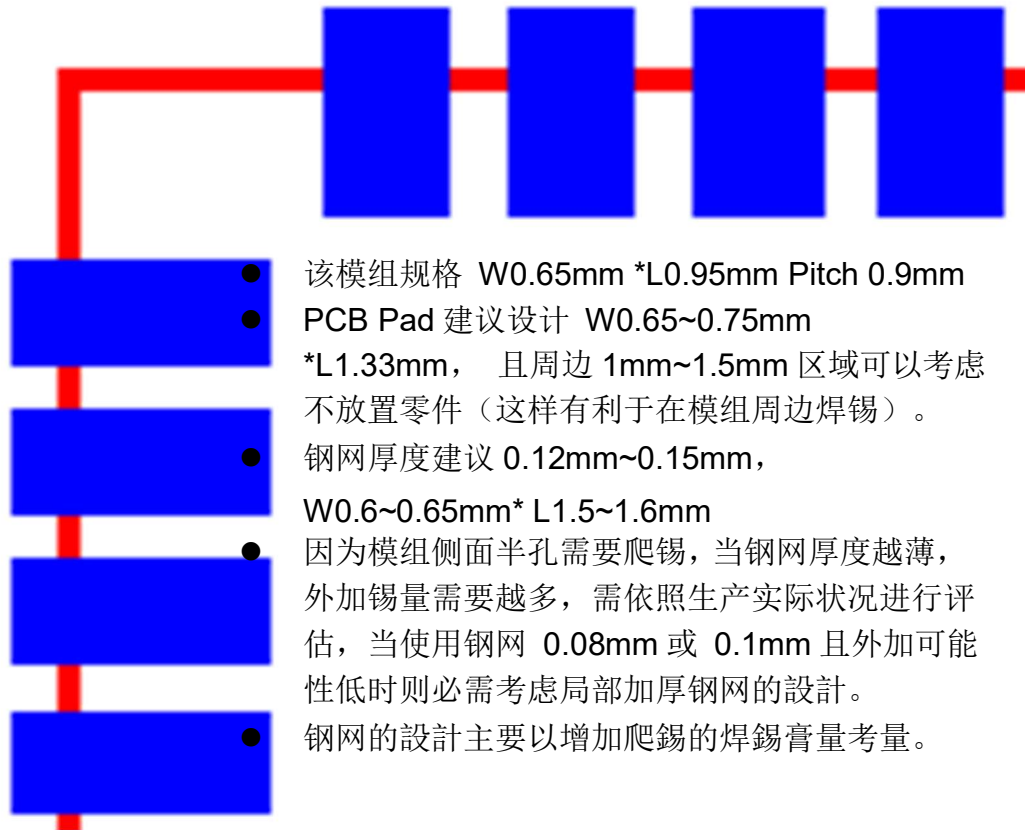 ● 该模组规格 W0.65mm *L0.95mm Pitch 0.9mm
● PCB Pad 建议设计 W0.65~0.75mm
*L1.33mm， 且周边 1mm~1.5mm 区域可以考虑
不放置零件（这样有利于在模组周边焊锡）。
● 钢网厚度建议 0.12mm~0.15mm，
W0.6~0.65mm* L1.5~1.6mm
● 因为模组侧面半孔需要爬锡，当钢网厚度越薄，
外加锡量需要越多，需依照生产实际状况进行评
估，当使用钢网 0.08mm 或 0.1mm 且外加可能
性低时则必需考虑局部加厚钢网的設計。
● 钢网的設計主要以增加爬錫的焊錫膏量考量。